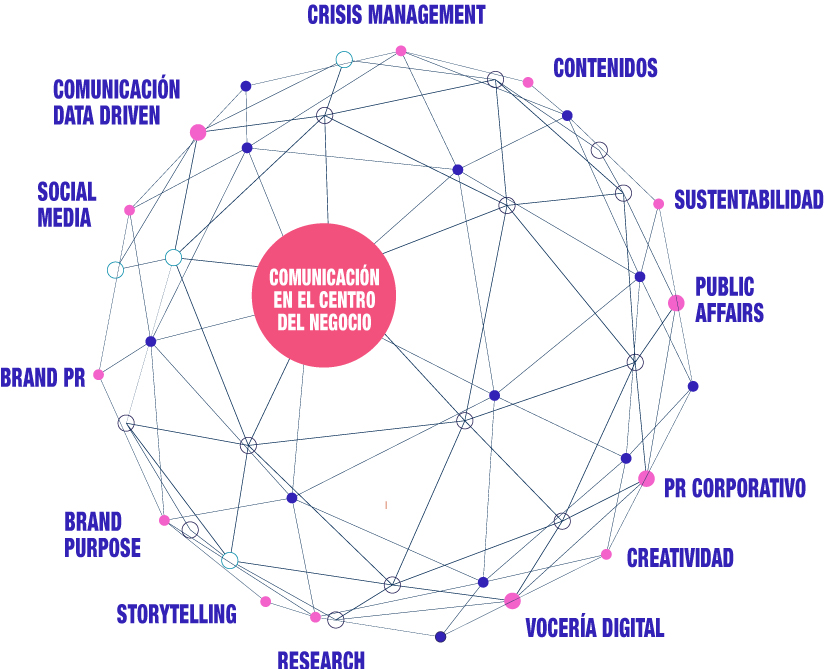 CRISIS MANAGEMENT
CONTENIDOS
COMUNICACIÓN
DATA DRIVEN
SOCIAL
MEDIA
SUSTENTABILIDAD
COMUNICACIÓN
EN EL CENTRO
DEL NEGOCIO
PUBLIC
AFFAIRS
BRAND PR
PR CORPORATIVO
BRAND
PURPOSE
CREATIVIDAD
STORYTELLING
VOCERÍA DIGITAL
RESEARCH